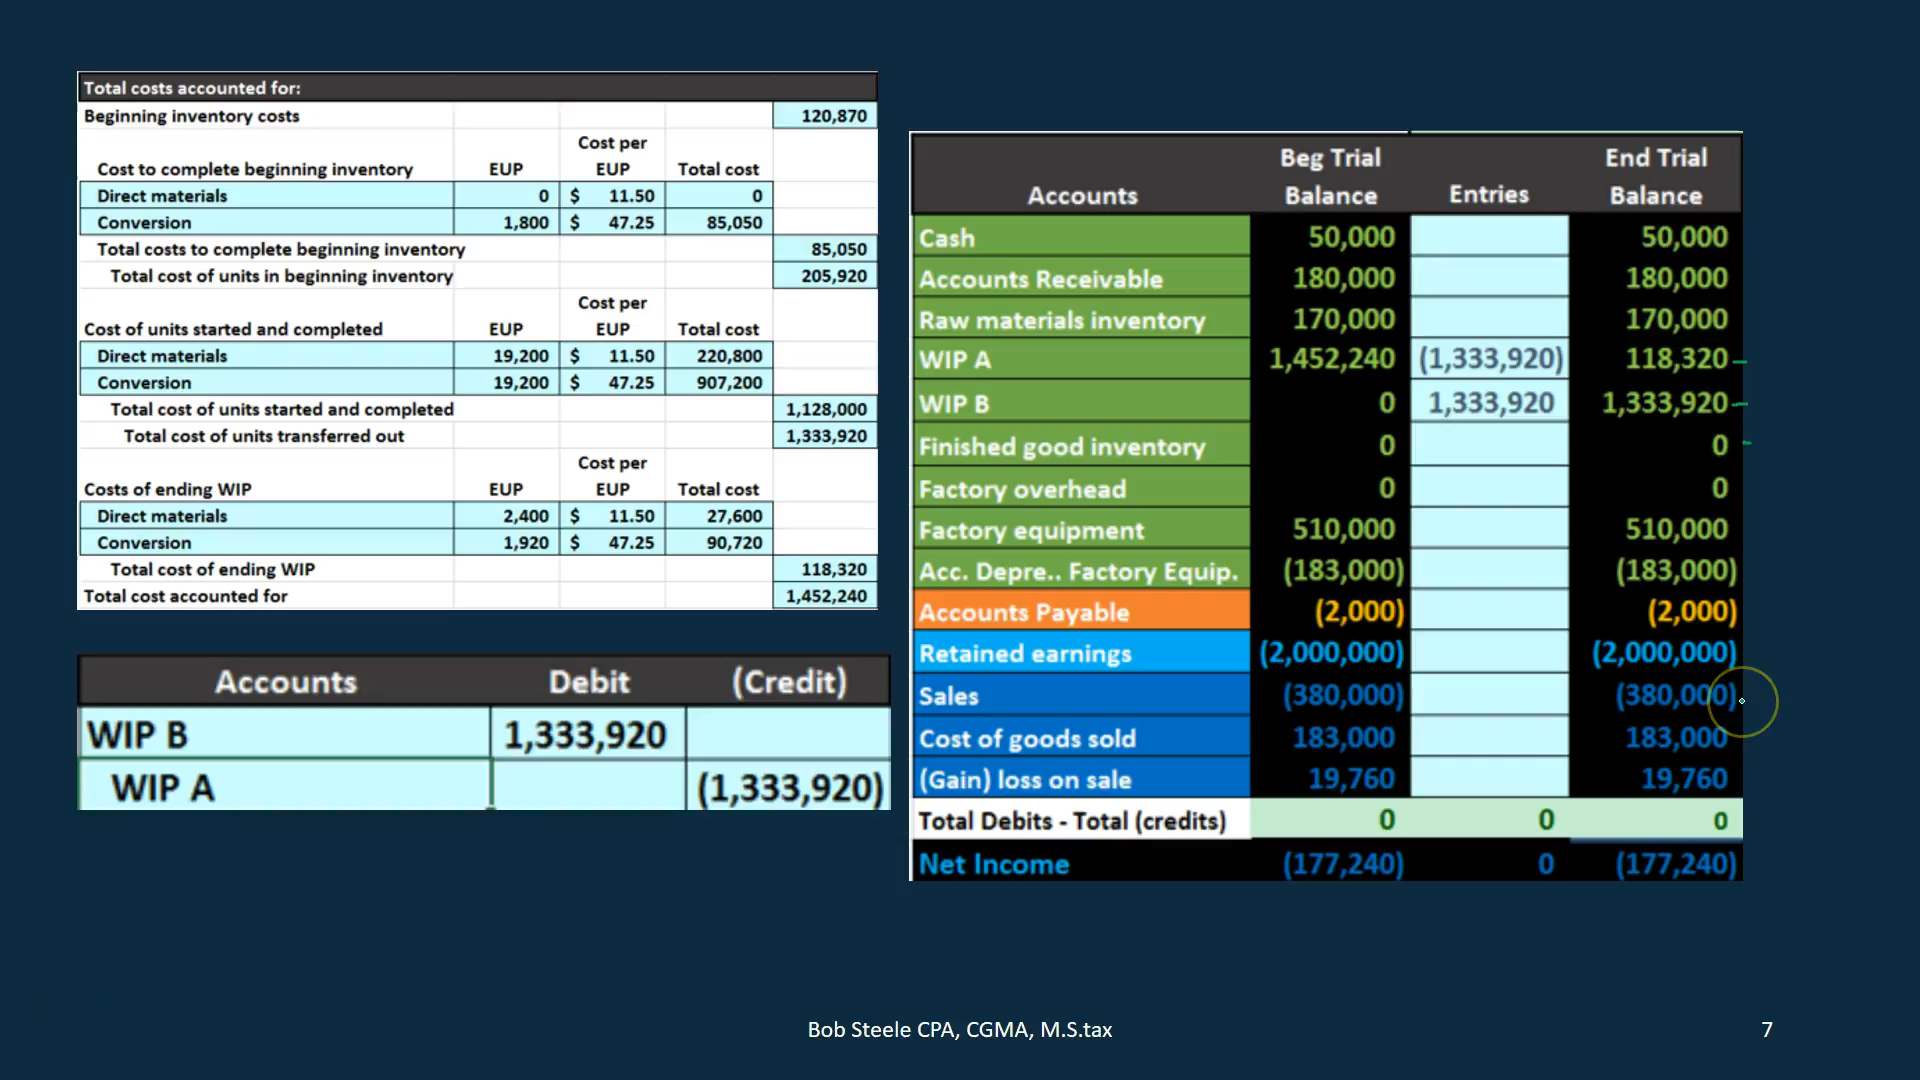 Total costs accounted for:
Beginning inventory costs 120,870
Cost per
Cost to complete beginning inventory EUP EUP Total cost
Direct materials 0 $ 11.50 0
Conversion 1,800 $ 47.25 85,050
Total costs to complete beginning inventory 85,050
Total cost of units in beginning inventory 205,920
Cost per
Cost of units started and completed EUP EUP Total cost
Direct materials 19,200 $ 11.50 220,800
Conversion 19,200 $ 47.25 907,200
Total cost of units started and completed 1,128,000
Total cost of units transferred out 1,333,920
Cost per
Costs of ending WIP EUP EUP Total cost
Direct materials 2,400 $ 11.50 27,600
Conversion 1,920 $ 47.25 90,720
Total cost of ending WIP 118,320
Total cost accounted for 1,452,240
Accounts Debit (Credit)
WIP B 1,333,920
WIP A (1,333,920)
Beg Trial End Trial
Accounts Balance Entries Balance
Cash 50,000 50,000
Accounts Receivable 180,000 180,000
Raw materials inventory 170,000 170,000
WIP A 1,452,240 (1,333,920) 118,320
WIP B 0 1,333,920 1,333,920
Finished good inventory 0 0
Factory overhead 0 0
Factory equipment 510,000 510,000
Acc. Depre.. Factory Equip. (183,000) (183,000)
Accounts Payable (2,000) (2,000)
Retained earnings (2,000,000) (2,000,000)
Sales (380,000) (380,000)
Cost of goods sold 183,000 183,000
(Gain) loss on sale 19,760 19,760
Total Debits - Total (credits) 0 0 0
Net Income (177,240) 0 (177,240)
Bob Steele CPA, CGMA, M.S.tax
7